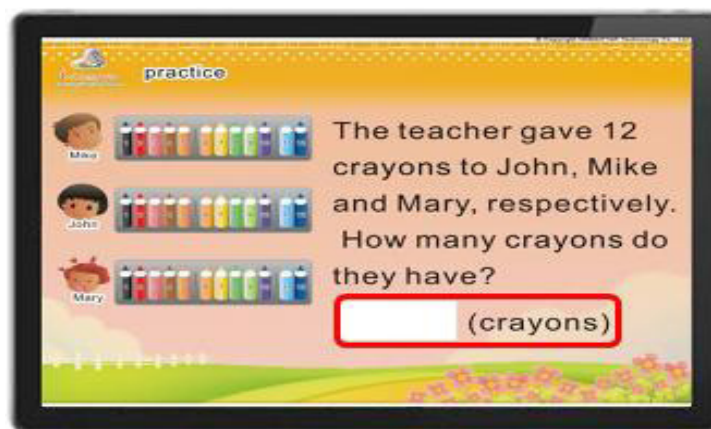 practice
Mike
The teacher gave 12
crayons to John, Mike
and Mary, respectively.
How many crayons do
they have?
John
Mary
(crayons)